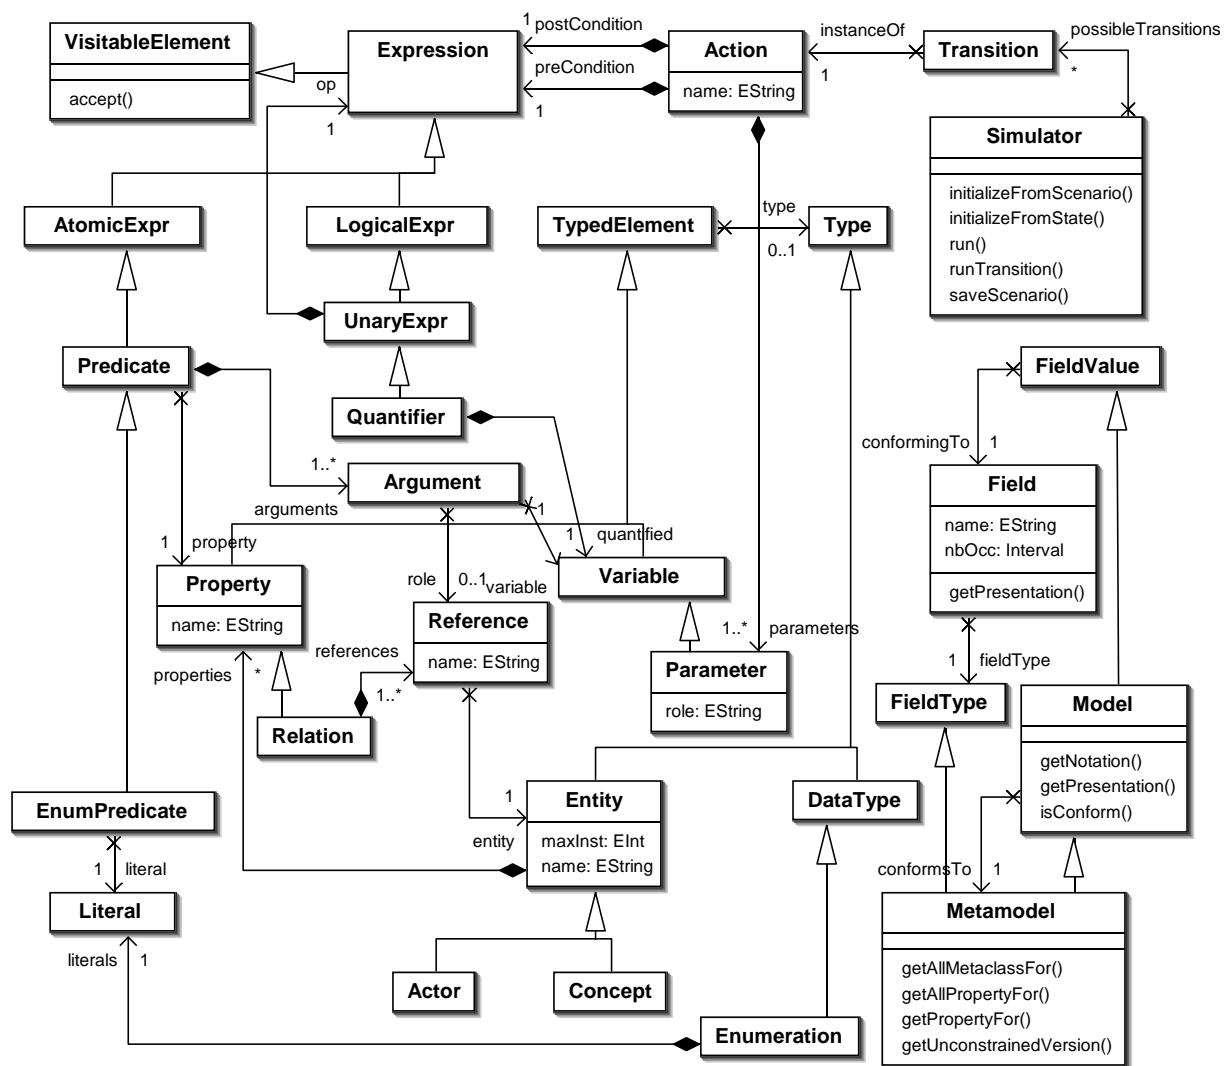 1 postCondition
VisitableElement
Expression
Action
instanceOf
Transition
possibleTransitions
preCondition
op
accept()
1
1
name: EString
1
*
Simulator
initializeFromScenario()
initializeFromState()
run()
runTransition()
saveScenario()
AtomicExpr
LogicalExpr
TypedElement
type
0..1
Type
UnaryExpr
Predicate
FieldValue
Quantifier
conformingTo 1
1..*
Argument
arguments
1
Field
name: EString
nbOcc: Interval
getPresentation()
1 property
1 quantified
Property
name: EString
role 0..1 variable
Variable
Reference
name: EString
1..* parameters
references
1..*
properties *
Parameter
role: EString
1 fieldType
FieldType
Model
getNotation()
getPresentation()
isConform()
Relation
EnumPredicate
1
entity
Entity
maxInst: EInt
name: EString
DataType
1 literal
conformsTo 1
Literal
literals 1
Metamodel
getAllMetaclassFor()
getAllPropertyFor()
getPropertyFor()
getUnconstrainedVersion()
Actor
Concept
Enumeration